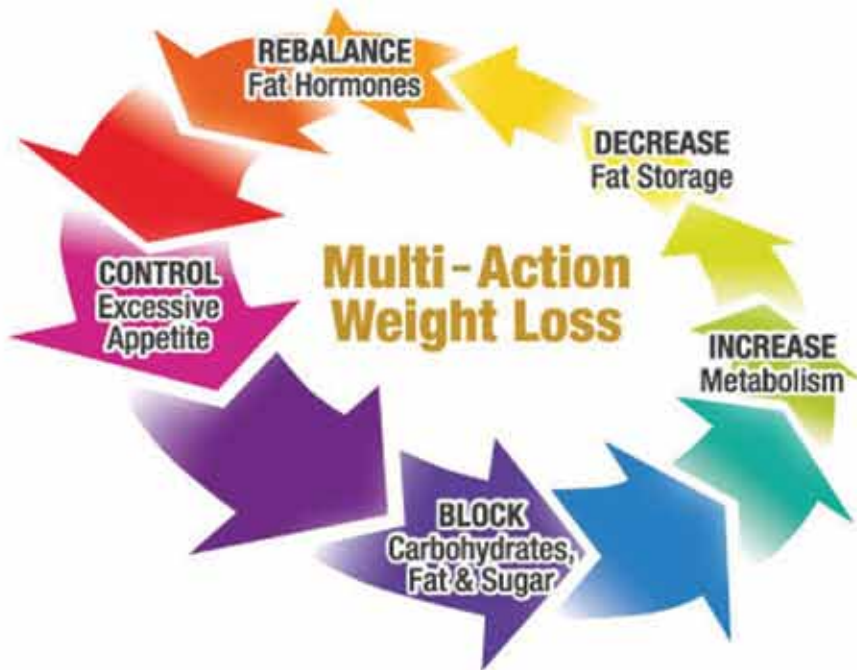 REBALANCE
Fat Hormones
DECREASE
Fat Storage
Multi-Action
Weight Loss
CONTROL
Excessive
Appetite
INCREASE
Metabolism
BLOCK
Carbohydrates,
Fat & Sugar